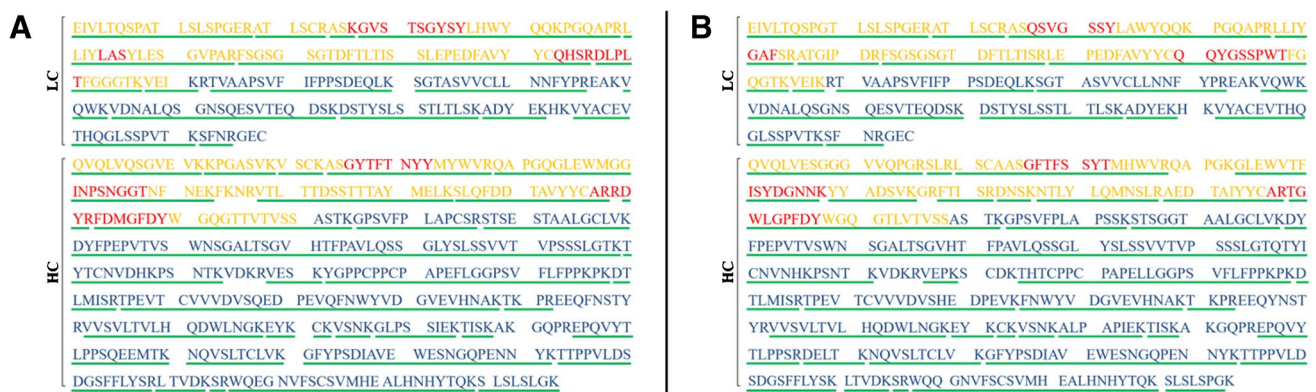 A
LC
EIVLTQSPAT LSLSPGERAT LSCRASKGVS TSGYSYLHWY QQKPGQAPRL
LIYLASYLES GVPARFSGSG SGTDFTLTIS SLEPEDFAVY YCQHSRDLPL
TFGGGTKVEI KRTVAAPSVF IFPPSDEQLK SGTASVVCLL NNFYPREAKV
QWKVDNALQS GNSQESVTEQ DSKDSTYSLS STLTLSKADY EKHKVYACEV
THQGLSSPVT KSFNRGEC
HC
QVQLVQSGVE VKKPGASVKV SCKASGYTFT NYYMYWVRQA PGQGLEWMGG
INPSNGGTNF NEKFKNRVTL TTDSSTTTAY MELKSLQFDD TAVYYCARRD
YRFDMGFDYW GQGTTVTVSS ASTKGPSVFP LAPCSRSTSE STAALGCLVK
DYFPEPVTVS WNSGALTSGV HTFPAVLQSS GLYSLSSVVT VPSSSLGTKT
YTCNVDHKPS NTKVDKRVES KYGPPCPPCP APEFLGGPSV FLFPPKPKDT
LMISRTPEVT CVVVDVSQED PEVQFNWYVD GVEVHNAKTK PREEQFNSTY
RVVSVLTVLH QDWLNGKEYK CKVSNKGLPS SIEKTISKAK GQPREPQVYT
LPPSQEEMTK NQVSLTCLVK GFYPSDIAVE WESNGQPENN YKTTPPVLDS
DGSFFLYSRL TVDKSRWQEG NVFSCSVMHE ALHNHYTQKS LSLSLGK
B
LC
EIVLTQSPGT LSLSPGERAT LSCRASQSVG SSYLAWYQQK PGQAPRLLIY
GAFSRATGIP DRFSGSGSGT DFTLTISRLE PEDFAVYYCQ QYGSSPWTFG
QGTKVEIKRT VAAPSVFIFP PSDEQLKSGT ASVVCLLNNF YPREAKVQWK
VDNALQSGNS QESVTEQDSK DSTYSLSSTL TLSKADYEKH KVYACEVTHQ
GLSSPVTKSF NRGEC
HC
QVQLVESGGG VVQPGRSLRL SCAASGFTFS SYTMHWVRQA PGKGLEWVTF
ISYDGNNKYY ADSVKGRFTI SRDNSKNTLY LQMNSLRAED TAIYYCARTG
WLGPFDYWGQ GTLVTVSSAS TKGPSVFPLA PSSKSTSGGT AALGCLVKDY
FPEPVTVSWN SGALTSGVHT FPAVLQSSGL YSLSSVVTVP SSSLGTQTYI
CNVNHKPSNT KVDKRVEPKS CDKTHTCPPC PAPELLGGPS VFLFPPKPKD
TLMISRTPEV TCVVVDVSHE DPEVKFNWYV DGVEVHNAKT KPREEQYNST
YRVVSVLTVL HQDWLNGKEY KCKVSNKALP APIEKTISKA KGQPREPQVY
TLPPSRDELT KNQVSLTCLV KGFYPSDIAV EWESNGQPEN NYKTTPPVLD
SDGSFFLYSK LTVDKSRWQQ GNVFSCSVMH EALHNHYTQK SLSLSPGK